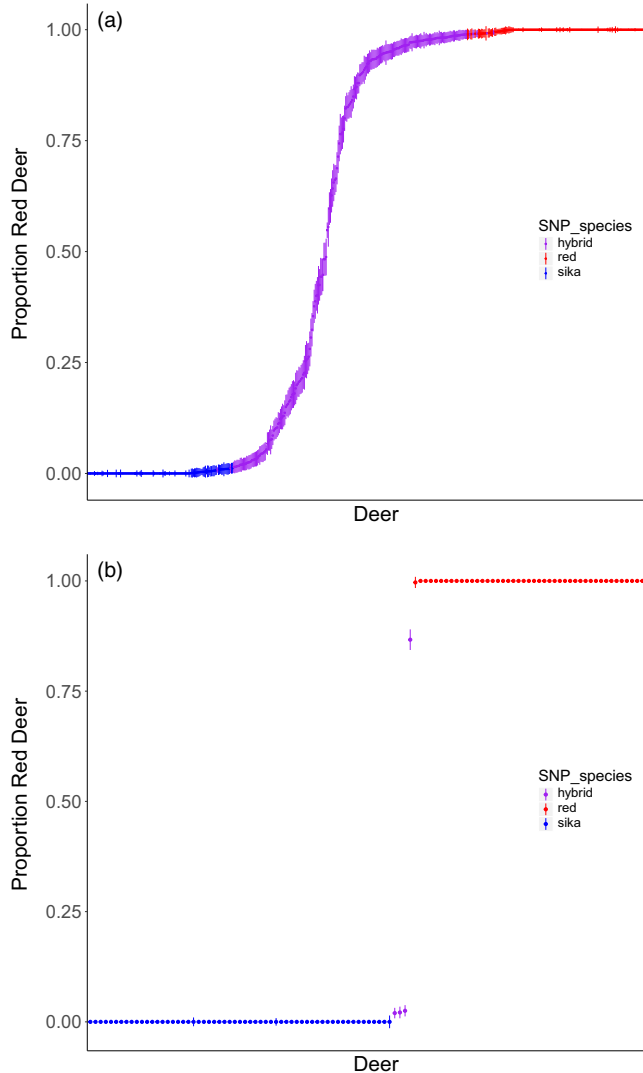 (a)
1.00
0.75
0.50
0.25
0.00
Proportion Red Deer
Deer
SNP_species
hybrid
red
sika
(b)
1.00
0.75
0.50
0.25
0.00
Proportion Red Deer
Deer
SNP_species
hybrid
red
sika